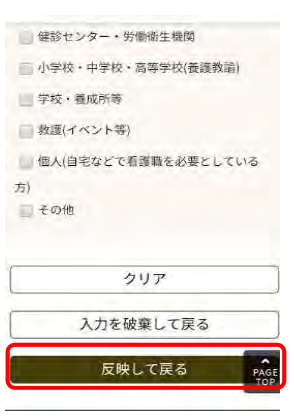 健診センター・労働衛生機関
小学校・中学校・高等学校(養護教諭)
学校・養成所等
救護(イベント等)
個人(自宅などで看護職を必要としている
方)
その他
クリア
入力を破棄して戻る
反映して戻る
PAGE
TOP